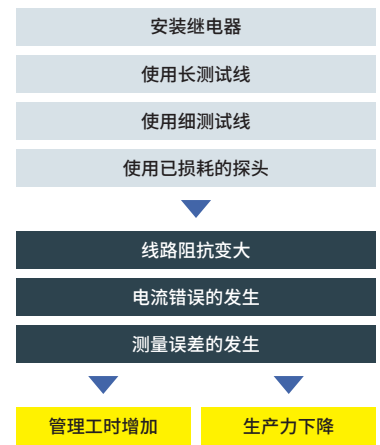 安装继电器
使用长测试线
使用细测试线
使用已损耗的探头
线路阻抗变大
电流错误的发生
测量误差的发生
管理工时增加
生产力下降